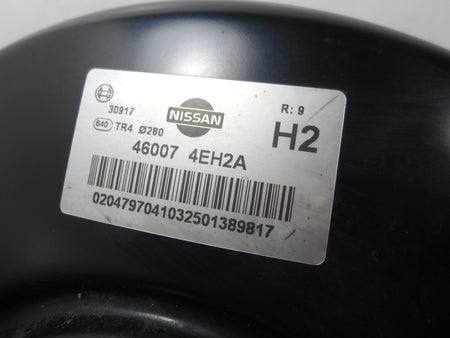 30917
640 TR4 Ø280
NISSAN
R: 9
H2
46007 4EH2A
0204797041032501389817